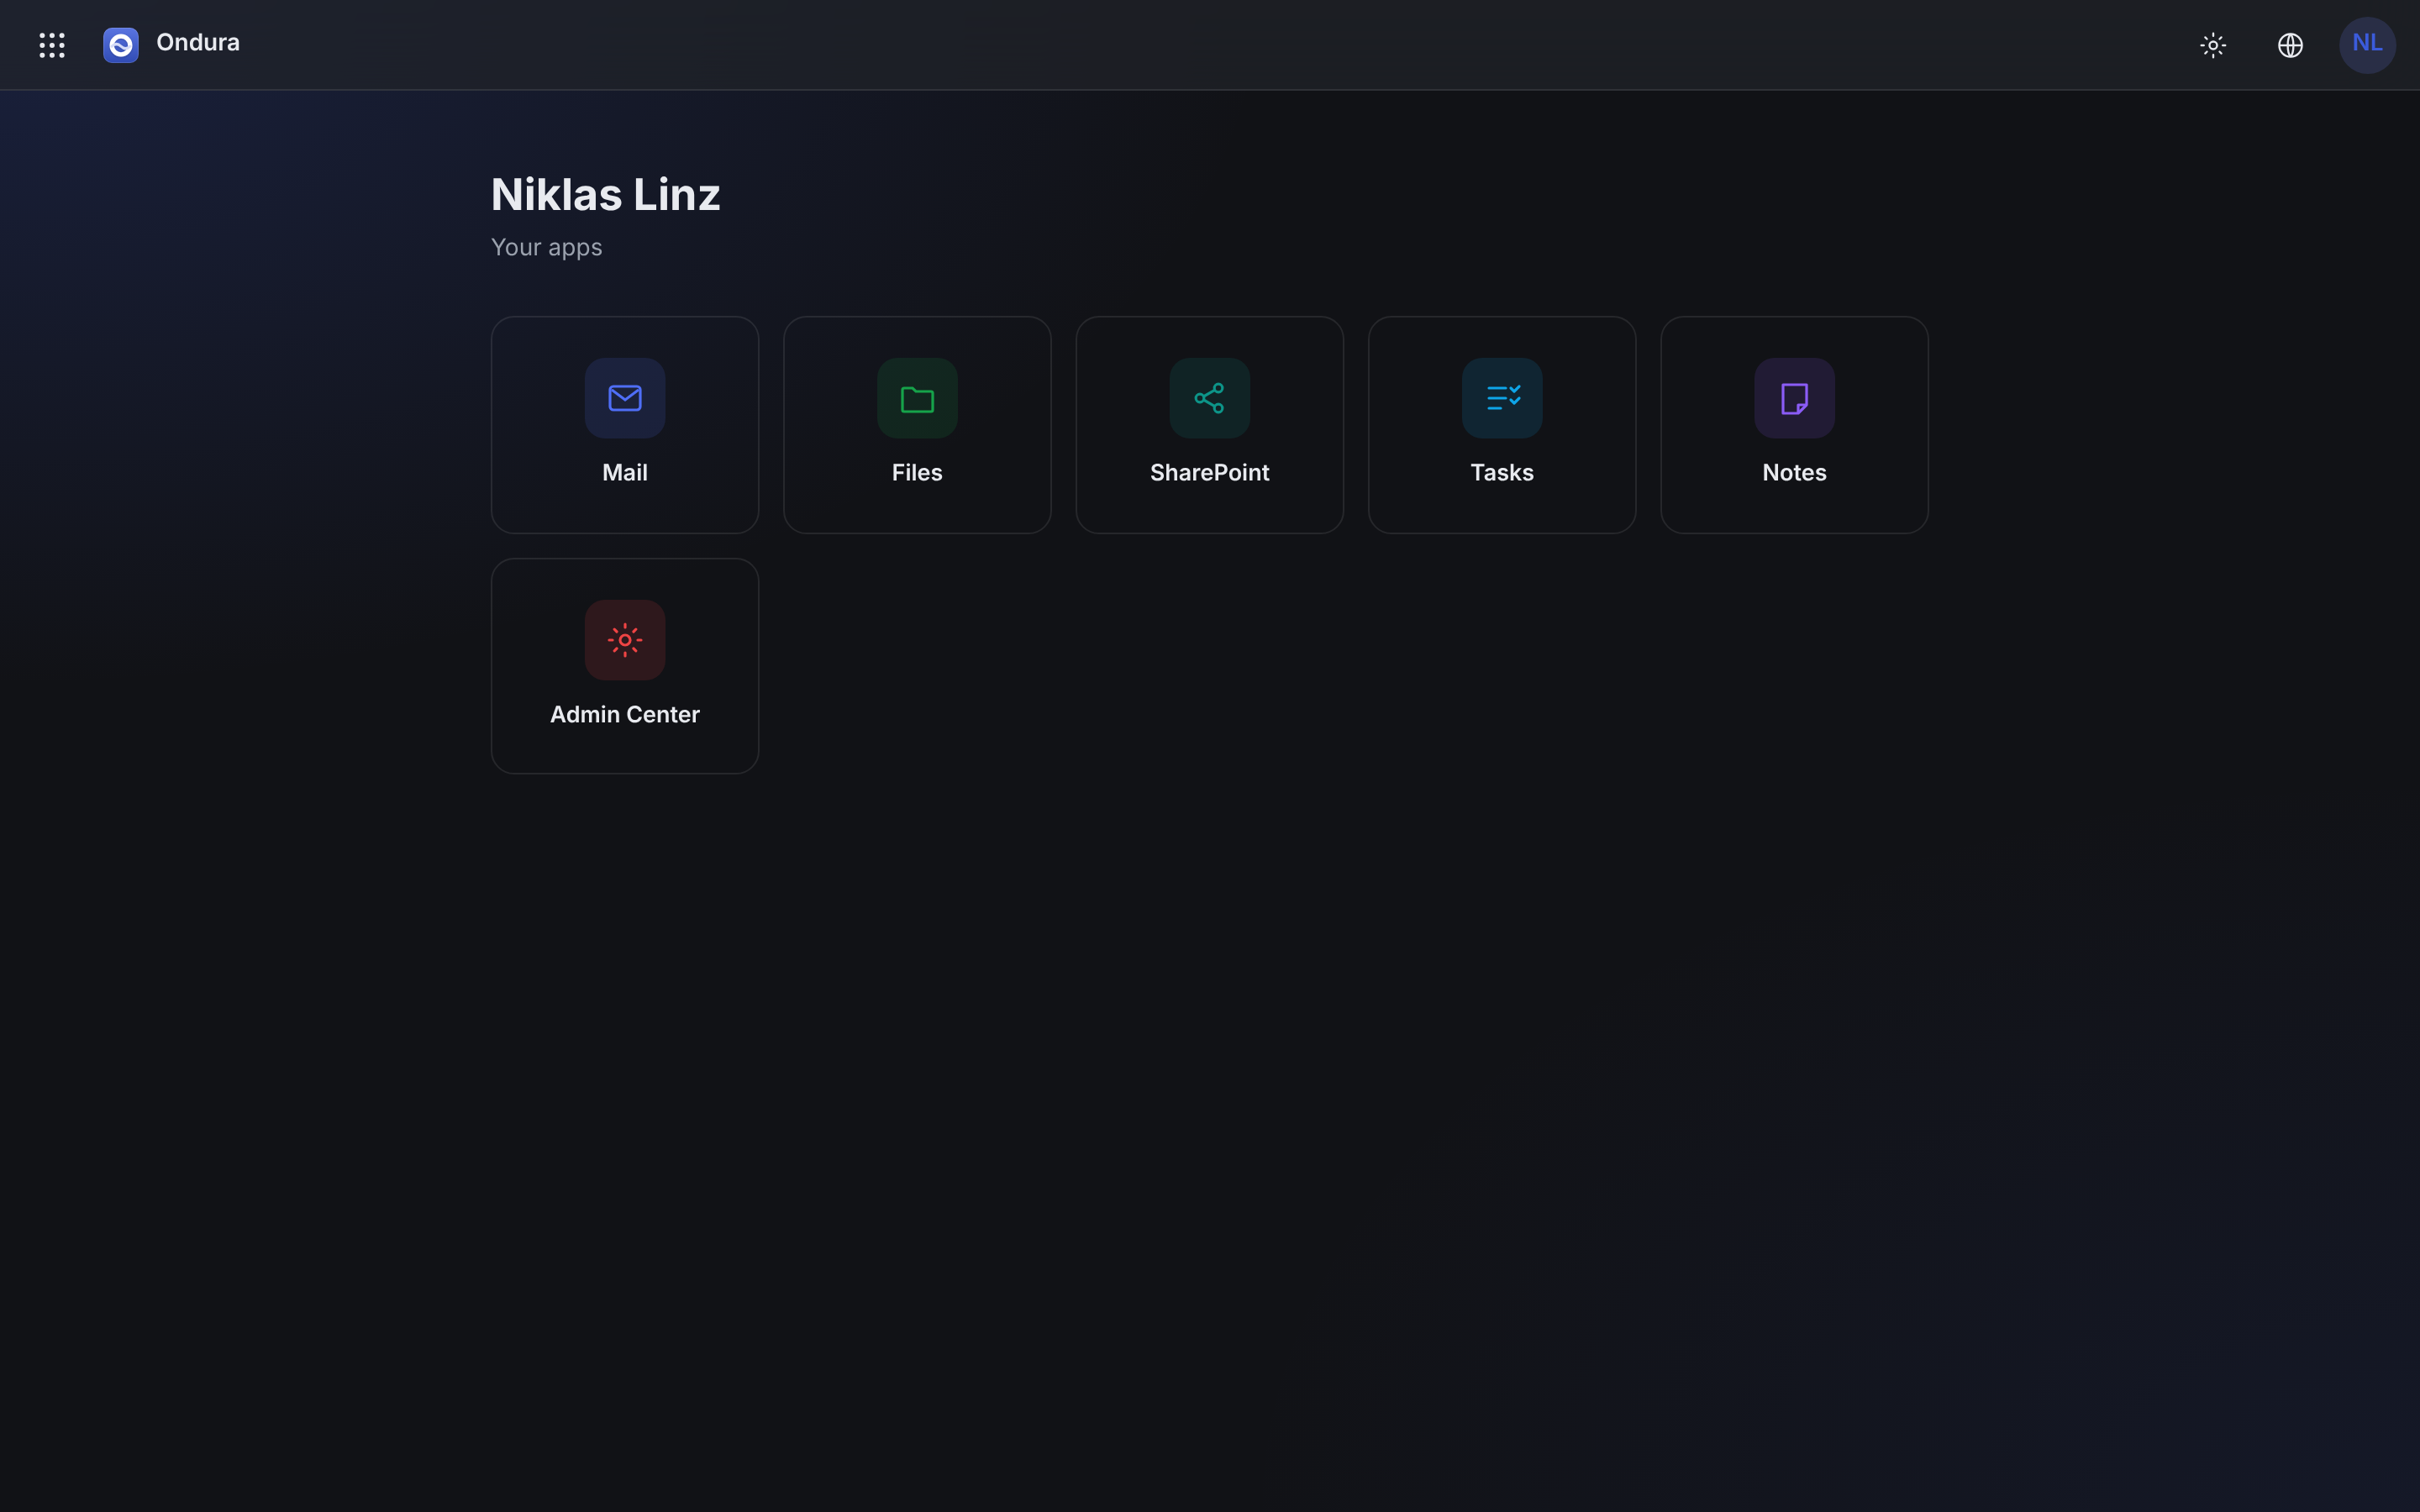 Ondura
NL
Niklas Linz
Your apps
Mail
Files
SharePoint
Tasks
Notes
Admin Center